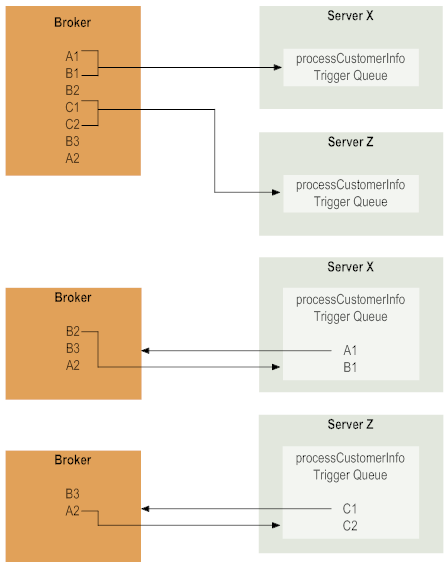 Broker
A1
B1
B2
C1
C2
B3
A2
Server X
processCustomerInfo
Trigger Queue
Server Z
processCustomerInfo
Trigger Queue
Broker
B2
B3
A2
Server X
processCustomerInfo
Trigger Queue
A1
B1
Broker
B3
A2
Server Z
processCustomerInfo
Trigger Queue
C1
C2